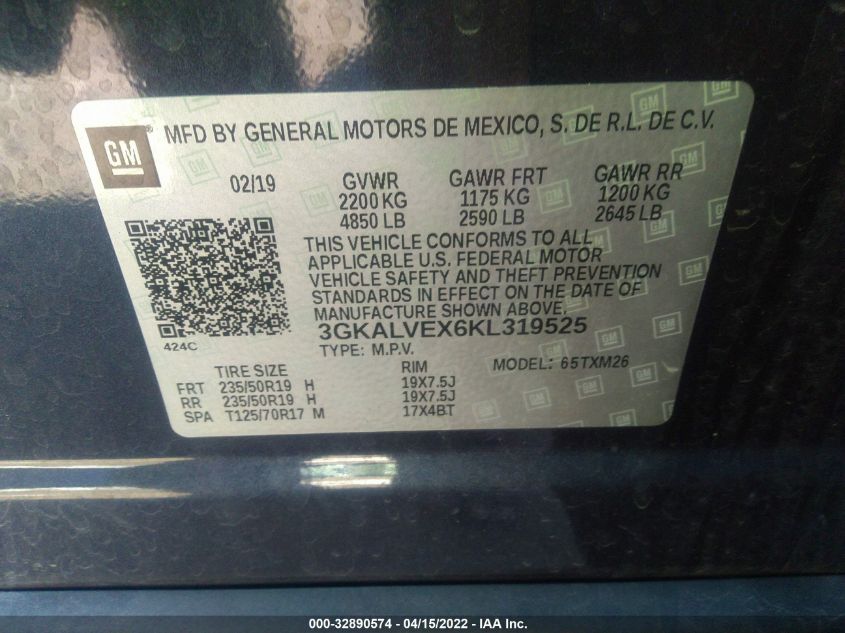 GM ® MFD BY GENERAL MOTORS DE MEXICO, S. DE R.L. DE C.V.
02/19 GVWR GAWR FRT GAWR RR
2200 KG 1175 KG 1200 KG
4850 LB 2590 LB 2645 LB
THIS VEHICLE CONFORMS TO ALL
APPLICABLE U.S. FEDERAL MOTOR
VEHICLE SAFETY AND THEFT PREVENTION
STANDARDS IN EFFECT ON THE DATE OF
MANUFACTURE SHOWN ABOVE.
424C 3GKALVEX6KL319525
TYPE: M.P.V. MODEL: 65TXM26
TIRE SIZE RIM
FRT 235/50R19 H 19X7.5J
RR 235/50R19 H 19X7.5J
SPA T125/70R17 M 17X4BT
000-32890574 - 04/15/2022 - IAA Inc.